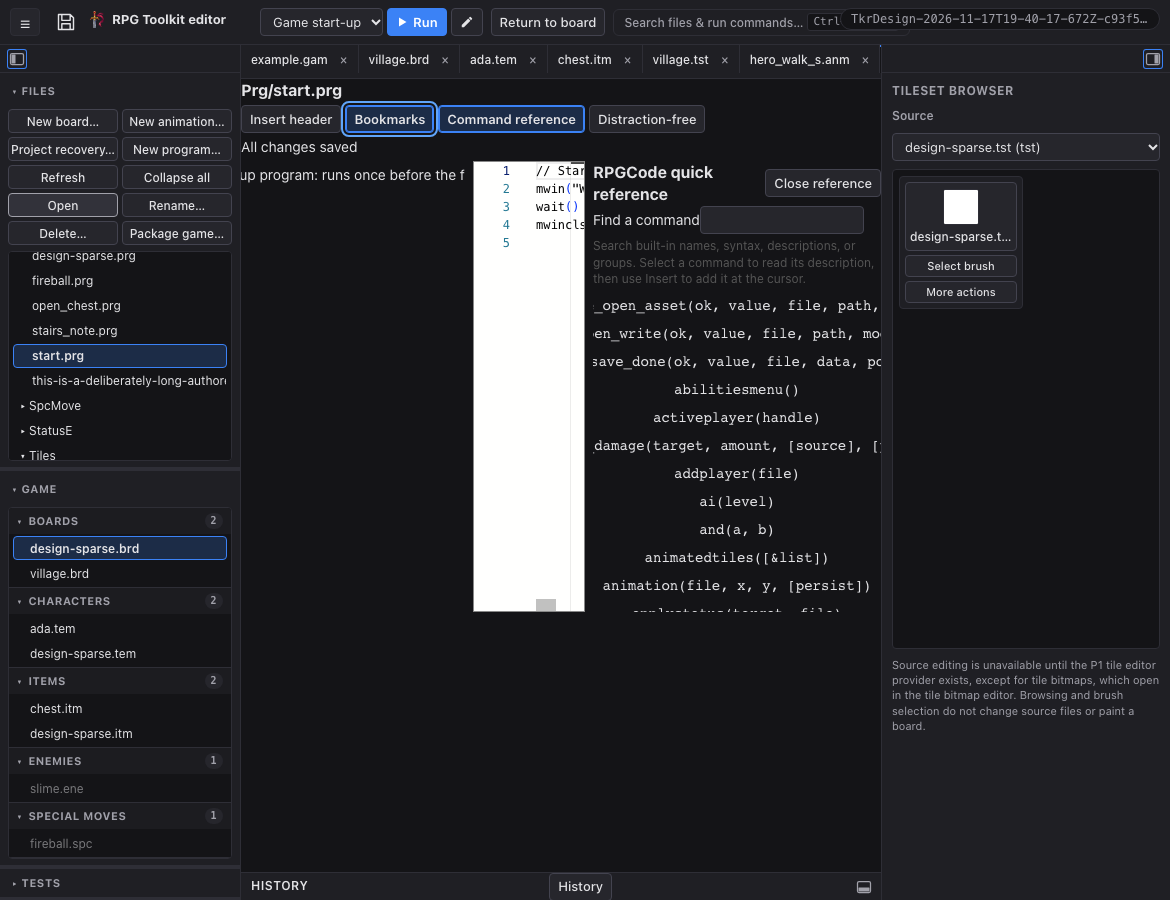 RPG Toolkit editor
Game start-up
Run
Return to board
Search files & run commands...
Ctrl
TkrDesign-2026-11-17T19-40-17-672Z-c93f5…
example.gam ×
village.brd ×
ada.tem ×
chest.itm ×
village.tst ×
hero_walk_s.anm ×
FILES
New board...
New animation...
Project recovery...
New program...
Refresh
Collapse all
Open
Rename...
Delete...
Package game...
design-sparse.prg
fireball.prg
open_chest.prg
stairs_note.prg
start.prg
this-is-a-deliberately-long-author
SpcMove
StatusE
Tiles
GAME
BOARDS 2
design-sparse.brd
village.brd
CHARACTERS 2
ada.tem
design-sparse.tem
ITEMS 2
chest.itm
design-sparse.itm
ENEMIES 1
slime.ene
SPECIAL MOVES 1
fireball.spc
TESTS
Prg/start.prg
Insert header
Bookmarks
Command reference
Distraction-free
All changes saved
up program: runs once before the f
1 // Star
2 mwin("W
3 wait()
4 mwincls
5
RPGCode quick
reference
Close reference
Find a command
Search built-in names, syntax, descriptions, or
groups. Select a command to read its description,
then use Insert to add it at the cursor.
_open_asset(ok, value, file, path,
en_write(ok, value, file, path, mo
save_done(ok, value, file, data, po
abilitiesmenu()
activeplayer(handle)
_damage(target, amount, [source], [
addplayer(file)
ai(level)
and(a, b)
animatedtiles([&list])
animation(file, x, y, [persist])
HISTORY
History
TILESET BROWSER
Source
design-sparse.tst (tst)
design-sparse.t...
Select brush
More actions
Source editing is unavailable until the P1 tile editor
provider exists, except for tile bitmaps, which open
in the tile bitmap editor. Browsing and brush
selection do not change source files or paint a
board.